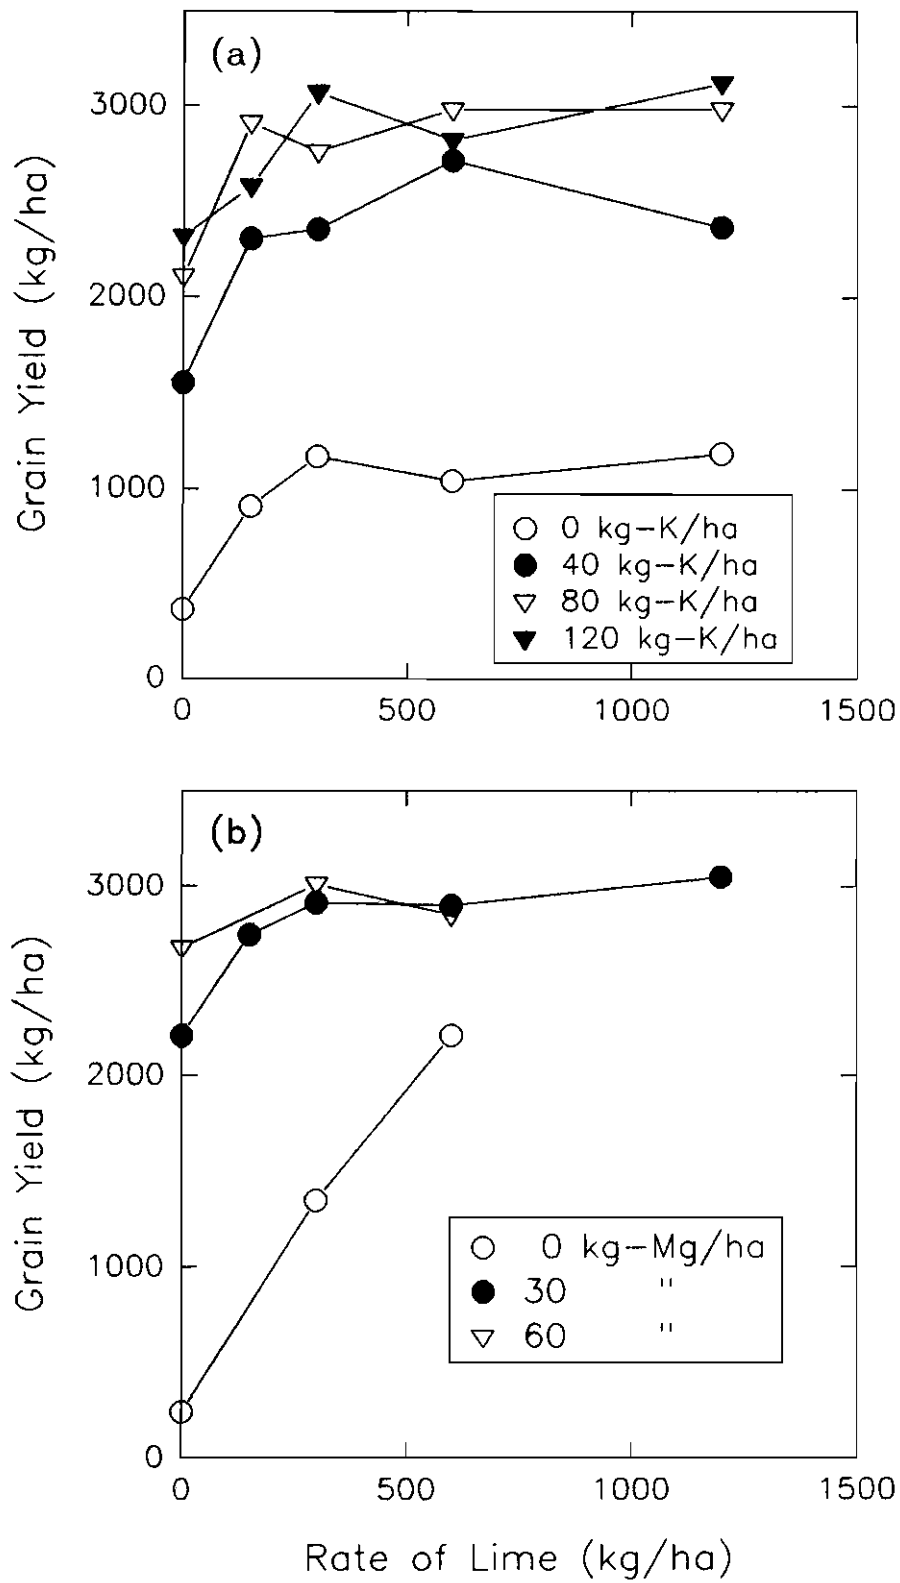 (a)
Grain Yield (kg/ha)
3000
2000
1000
0
0 kg-K/ha
40 kg-K/ha
80 kg-K/ha
120 kg-K/ha
0 500 1000 1500
(b)
Grain Yield (kg/ha)
3000
2000
1000
0
0 kg-Mg/ha
30 "
60 "
0 500 1000 1500
Rate of Lime (kg/ha)